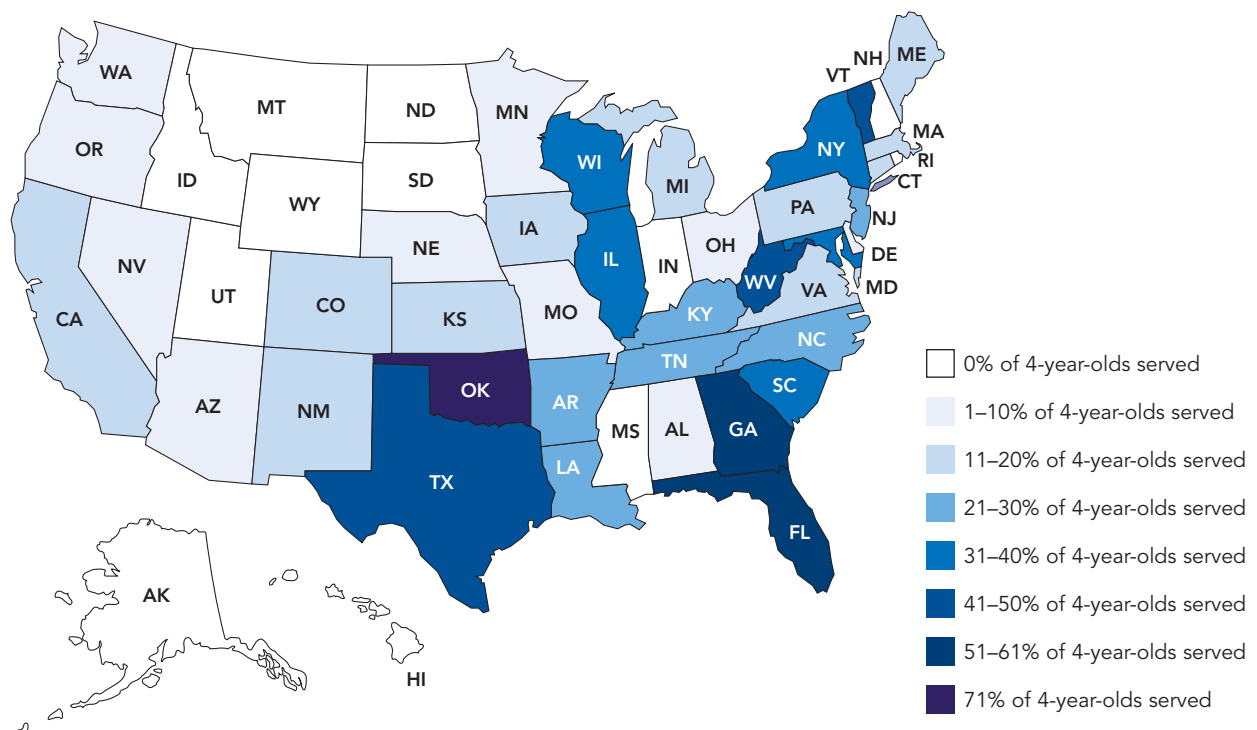 WA
MT
ND
MN
VT
NH
ME
OR
ID
SD
WI
NY
MA
RI
CT
WY
MI
NV
UT
NE
IA
PA
NJ
CA
CO
KS
MO
IL
IN
OH
WV
VA
DE
MD
KY
AZ
NM
OK
AR
TN
NC
SC
TX
LA
MS
AL
GA
FL
AK
HI
0% of 4-year-olds served
1–10% of 4-year-olds served
11–20% of 4-year-olds served
21–30% of 4-year-olds served
31–40% of 4-year-olds served
41–50% of 4-year-olds served
51–61% of 4-year-olds served
71% of 4-year-olds served